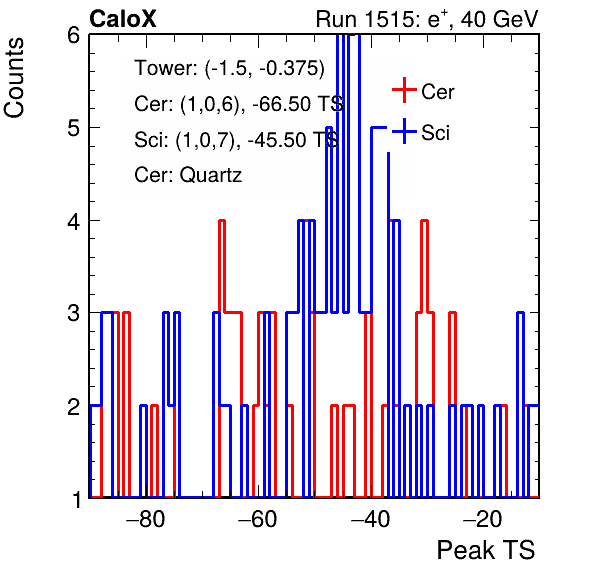 CaloX Run 1515: e⁺, 40 GeV
Counts
6
Tower: (-1.5, -0.375)
Cer: (1,0,6), -66.50 TS
Cer
5
Sci: (1,0,7), -45.50 TS
Sci
Cer: Quartz
4
3
2
1
−80 −60 −40 −20
Peak TS